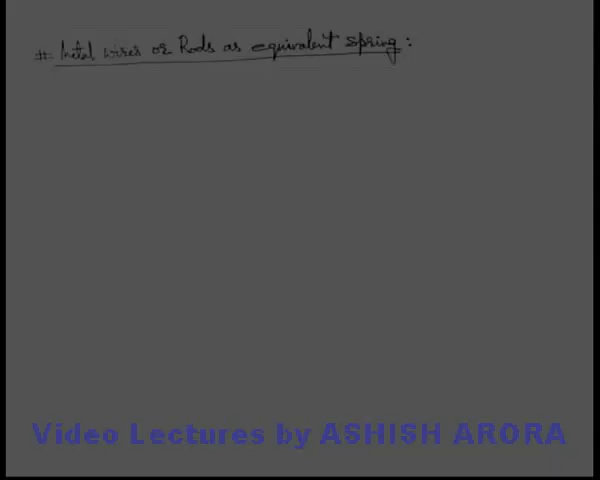 # Metal wires or Rods as equivalent spring:
Video Lectures by ASHISH ARORA